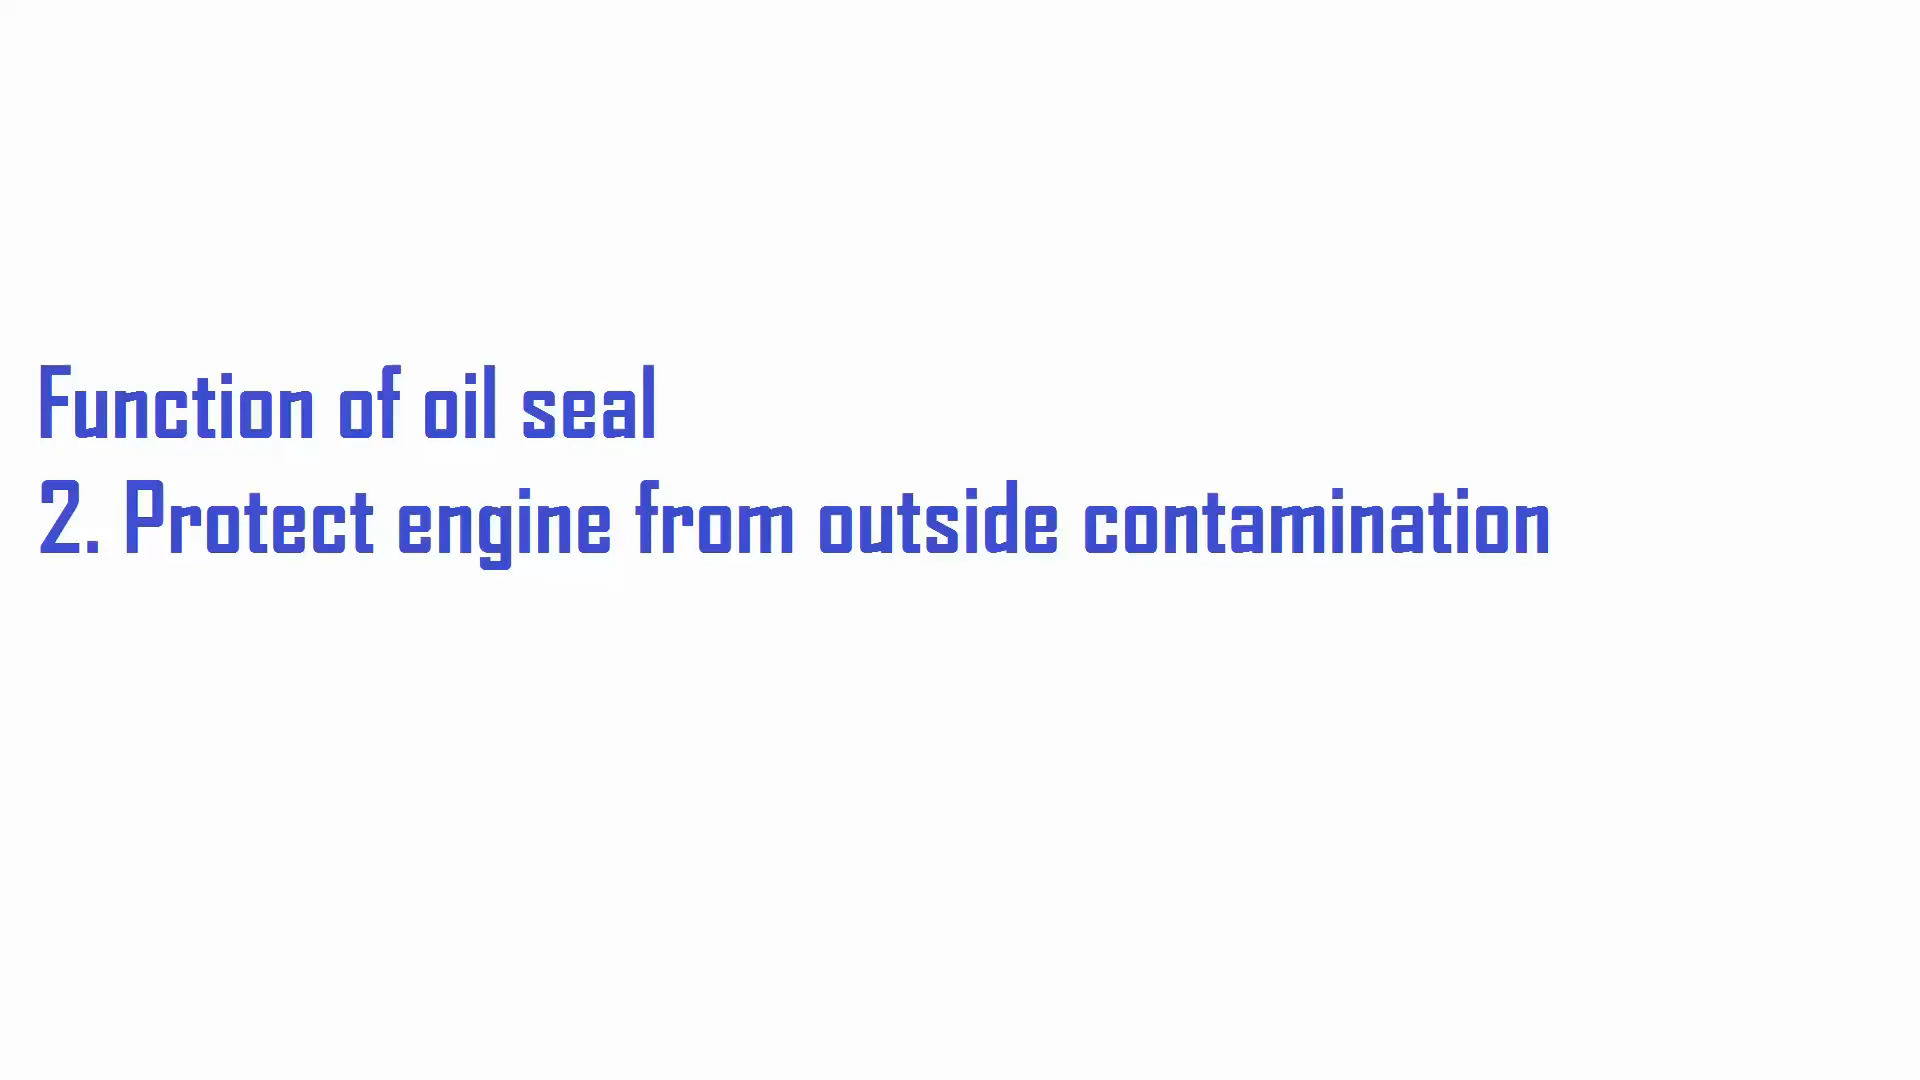 Function of oil seal
2. Protect engine from outside contamination